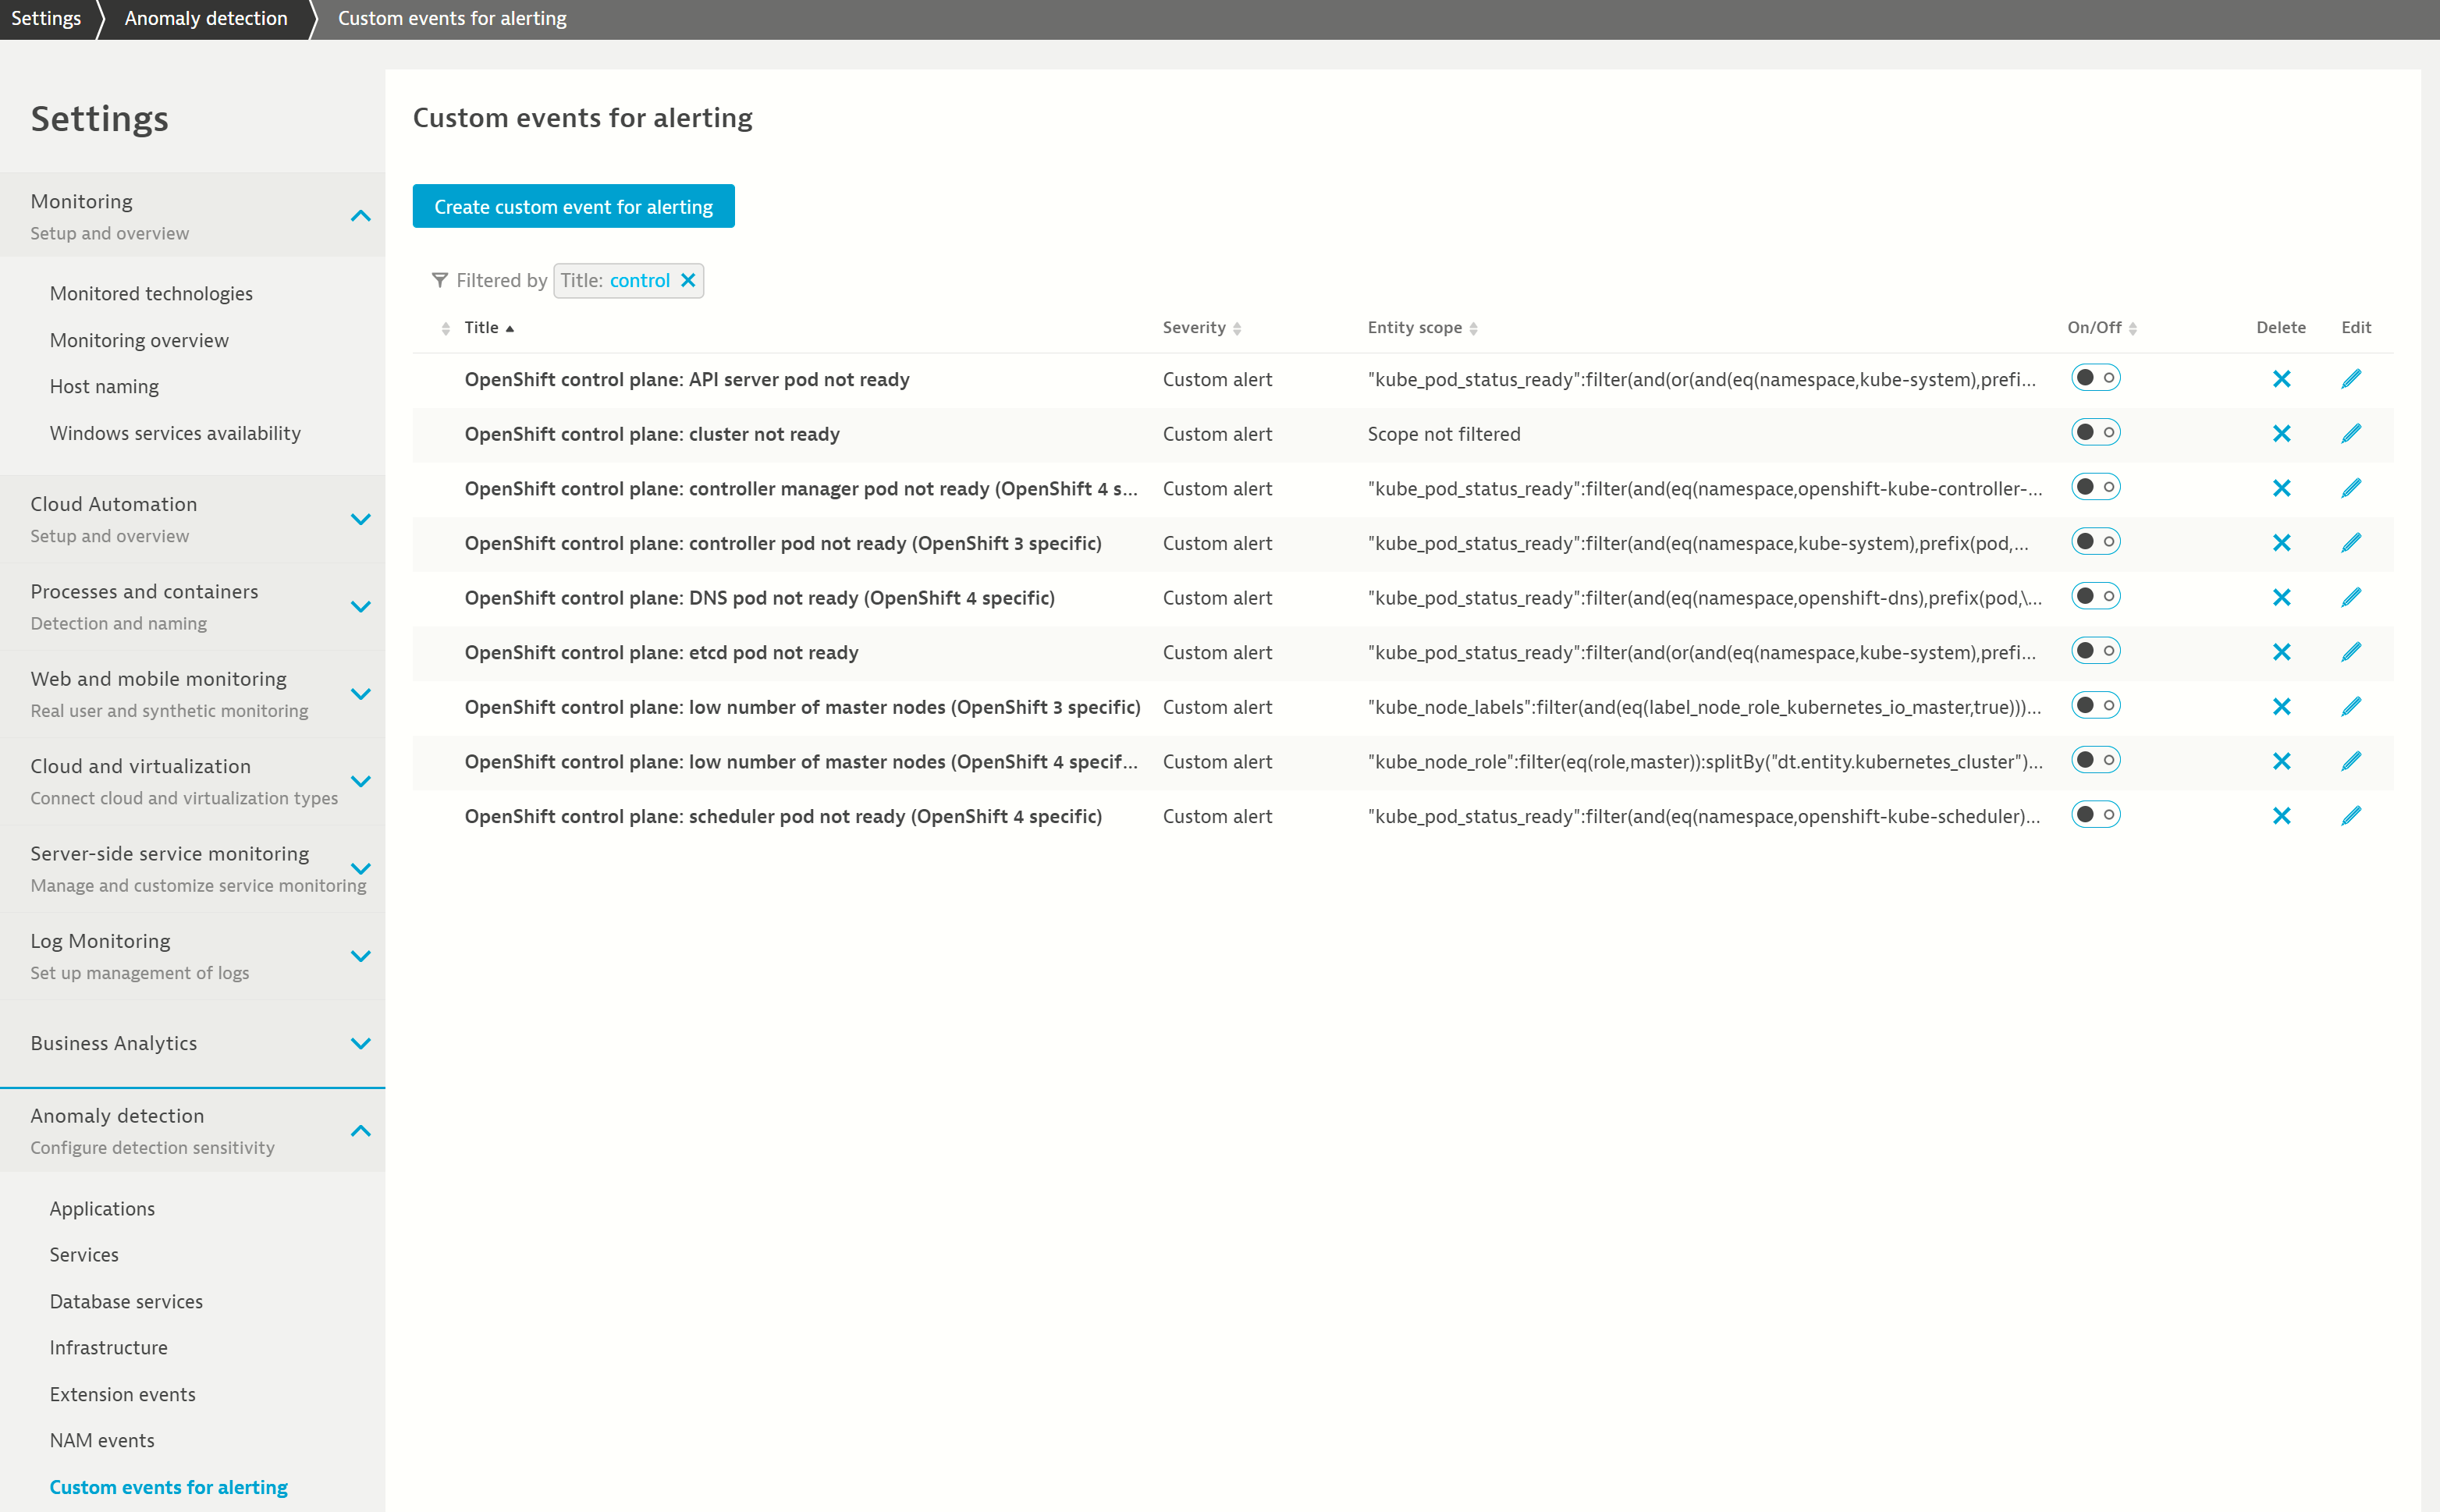 Settings
Anomaly detection
Custom events for alerting
Settings
Monitoring
Setup and overview
Monitored technologies
Monitoring overview
Host naming
Windows services availability
Cloud Automation
Setup and overview
Processes and containers
Detection and naming
Web and mobile monitoring
Real user and synthetic monitoring
Cloud and virtualization
Connect cloud and virtualization types
Server-side service monitoring
Manage and customize service monitoring
Log Monitoring
Set up management of logs
Business Analytics
Anomaly detection
Configure detection sensitivity
Applications
Services
Database services
Infrastructure
Extension events
NAM events
Custom events for alerting
Custom events for alerting
Create custom event for alerting
Filtered by Title: control
Title Severity Entity scope On/Off Delete Edit
OpenShift control plane: API server pod not ready Custom alert "kube_pod_status_ready":filter(and(or(and(eq(namespace,kube-system),prefi...
OpenShift control plane: cluster not ready Custom alert Scope not filtered
OpenShift control plane: controller manager pod not ready (OpenShift 4 s... Custom alert "kube_pod_status_ready":filter(and(eq(namespace,openshift-kube-controller-...
OpenShift control plane: controller pod not ready (OpenShift 3 specific) Custom alert "kube_pod_status_ready":filter(and(eq(namespace,kube-system),prefix(pod,...
OpenShift control plane: DNS pod not ready (OpenShift 4 specific) Custom alert "kube_pod_status_ready":filter(and(eq(namespace,openshift-dns),prefix(pod,\...
OpenShift control plane: etcd pod not ready Custom alert "kube_pod_status_ready":filter(and(or(and(eq(namespace,kube-system),prefi...
OpenShift control plane: low number of master nodes (OpenShift 3 specific) Custom alert "kube_node_labels":filter(and(eq(label_node_role_kubernetes_io_master,true)))...
OpenShift control plane: low number of master nodes (OpenShift 4 specif... Custom alert "kube_node_role":filter(eq(role,master)):splitBy("dt.entity.kubernetes_cluster")...
OpenShift control plane: scheduler pod not ready (OpenShift 4 specific) Custom alert "kube_pod_status_ready":filter(and(eq(namespace,openshift-kube-scheduler)...